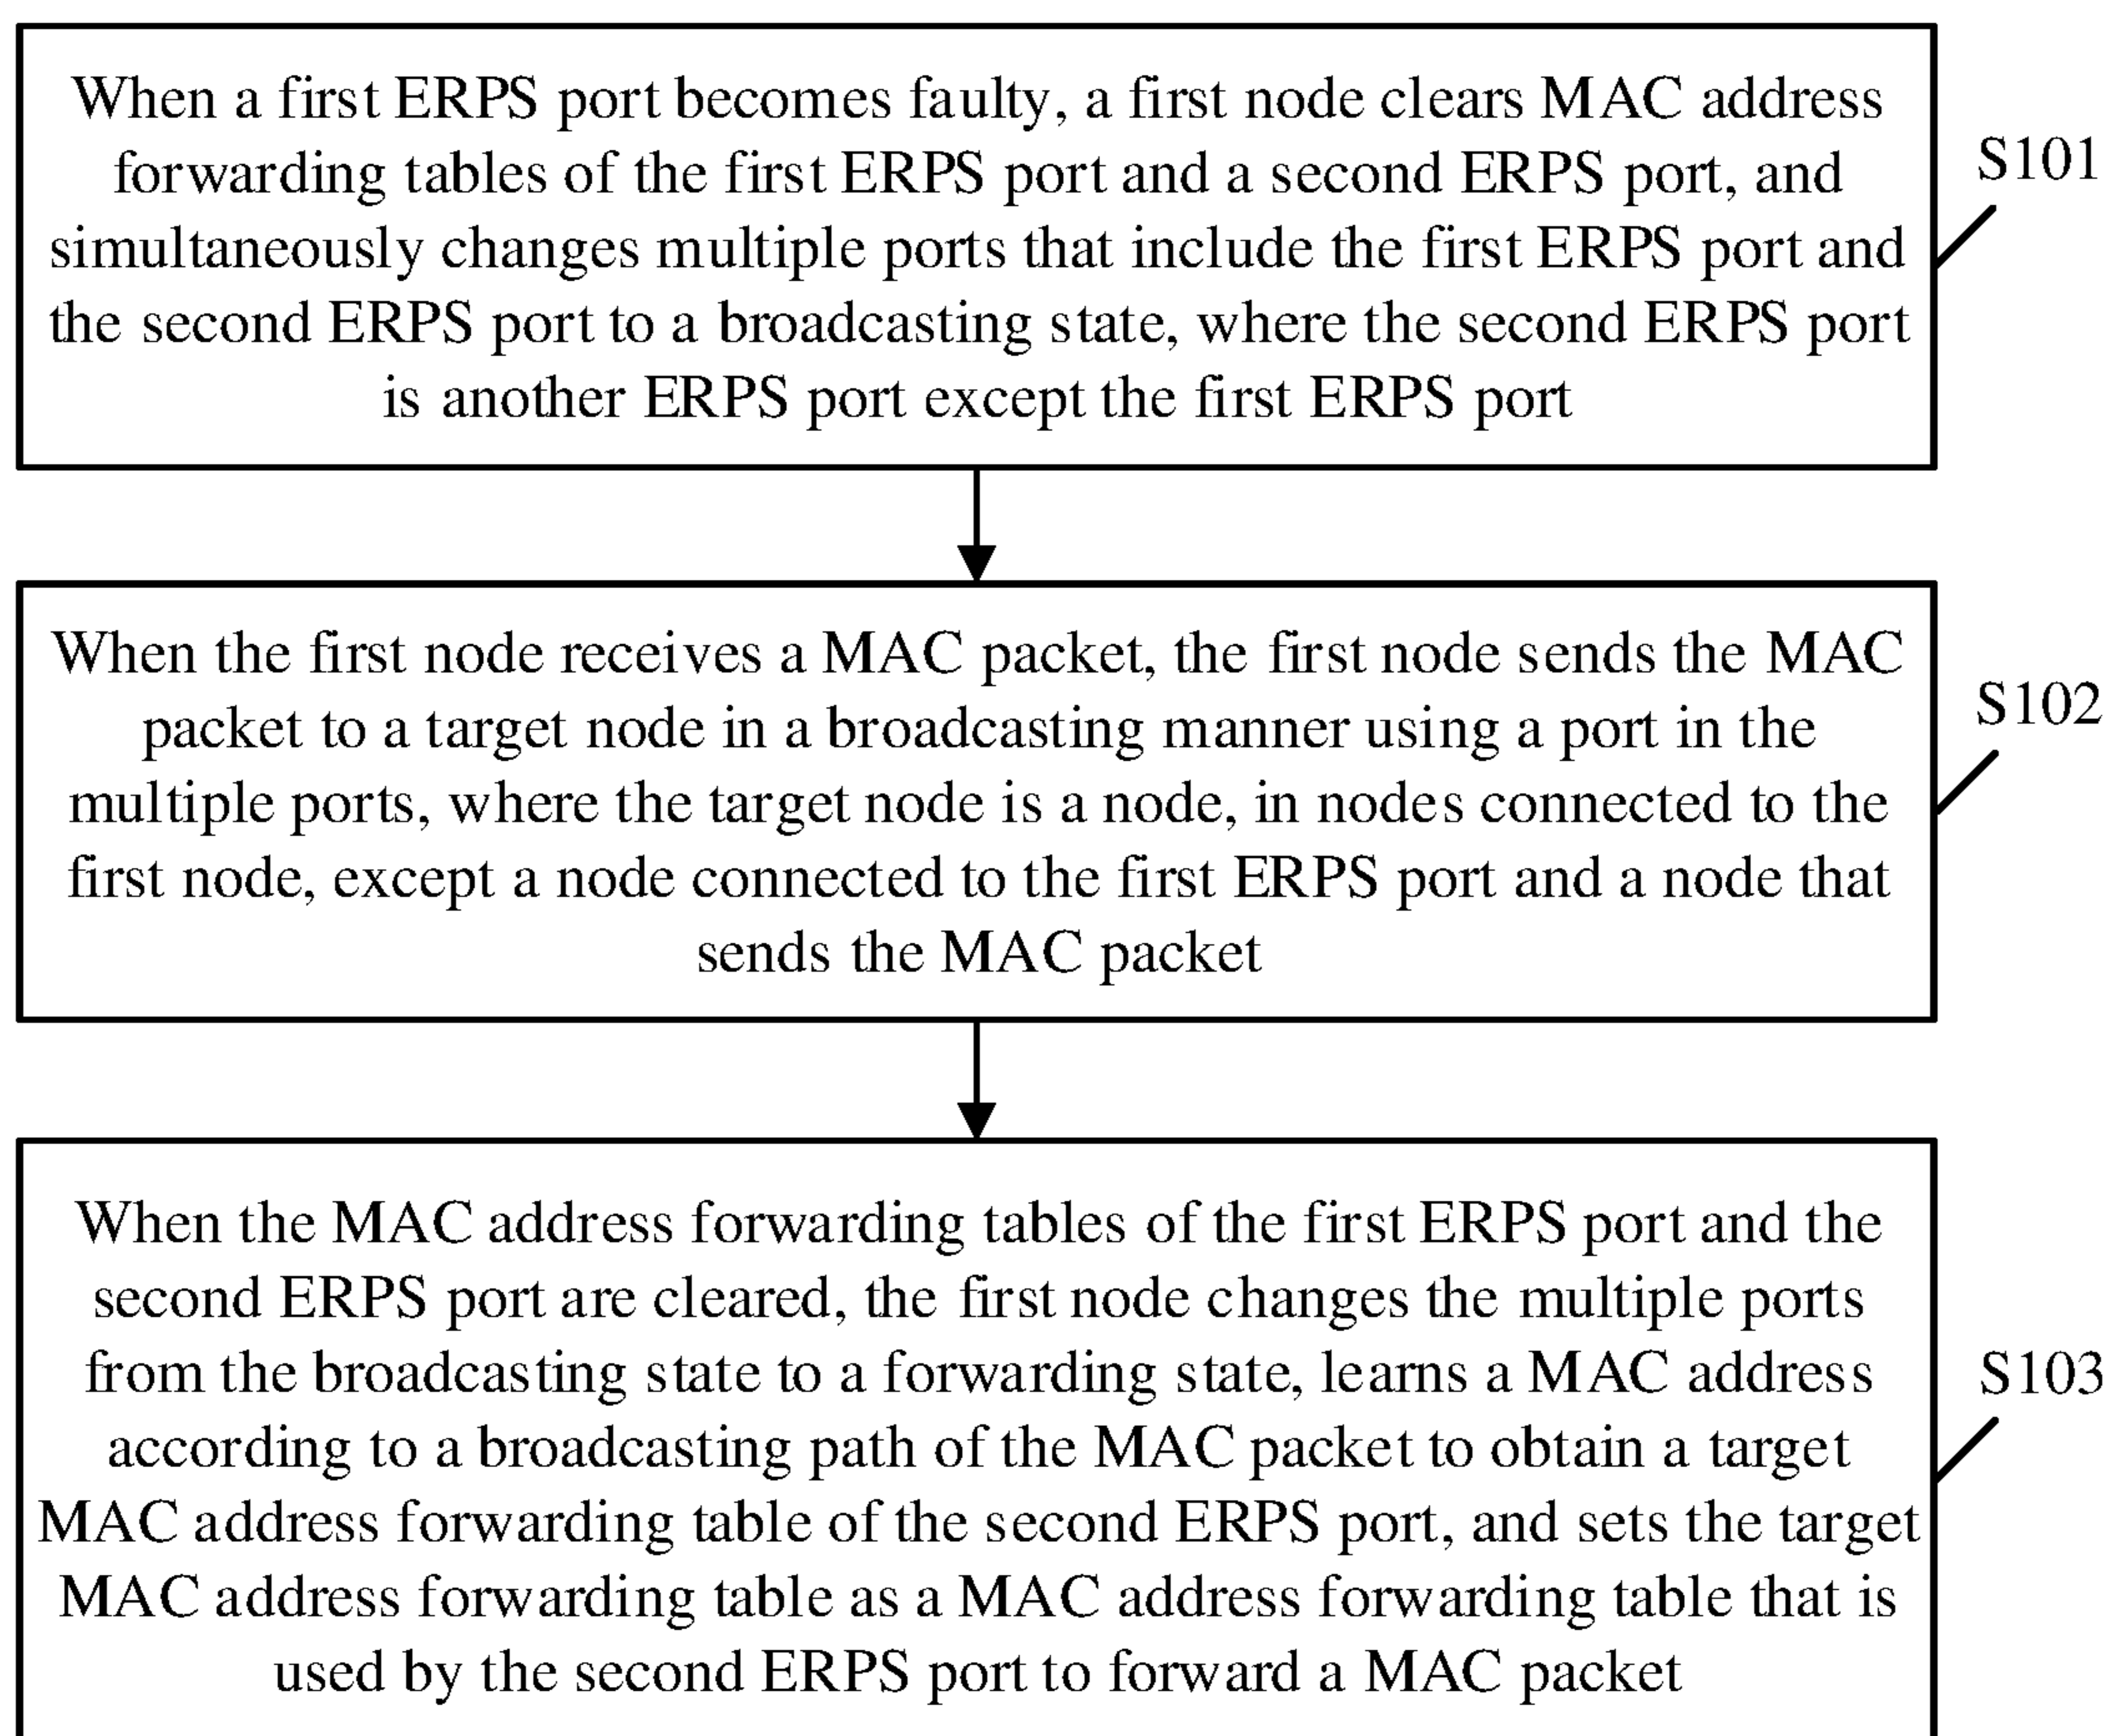 When a first ERPS port becomes faulty, a first node clears MAC address
forwarding tables of the first ERPS port and a second ERPS port, and
simultaneously changes multiple ports that include the first ERPS port and
the second ERPS port to a broadcasting state, where the second ERPS port
is another ERPS port except the first ERPS port
S101
When the first node receives a MAC packet, the first node sends the MAC
packet to a target node in a broadcasting manner using a port in the
multiple ports, where the target node is a node, in nodes connected to the
first node, except a node connected to the first ERPS port and a node that
sends the MAC packet
S102
When the MAC address forwarding tables of the first ERPS port and the
second ERPS port are cleared, the first node changes the multiple ports
from the broadcasting state to a forwarding state, learns a MAC address
according to a broadcasting path of the MAC packet to obtain a target
MAC address forwarding table of the second ERPS port, and sets the target
MAC address forwarding table as a MAC address forwarding table that is
used by the second ERPS port to forward a MAC packet
S103